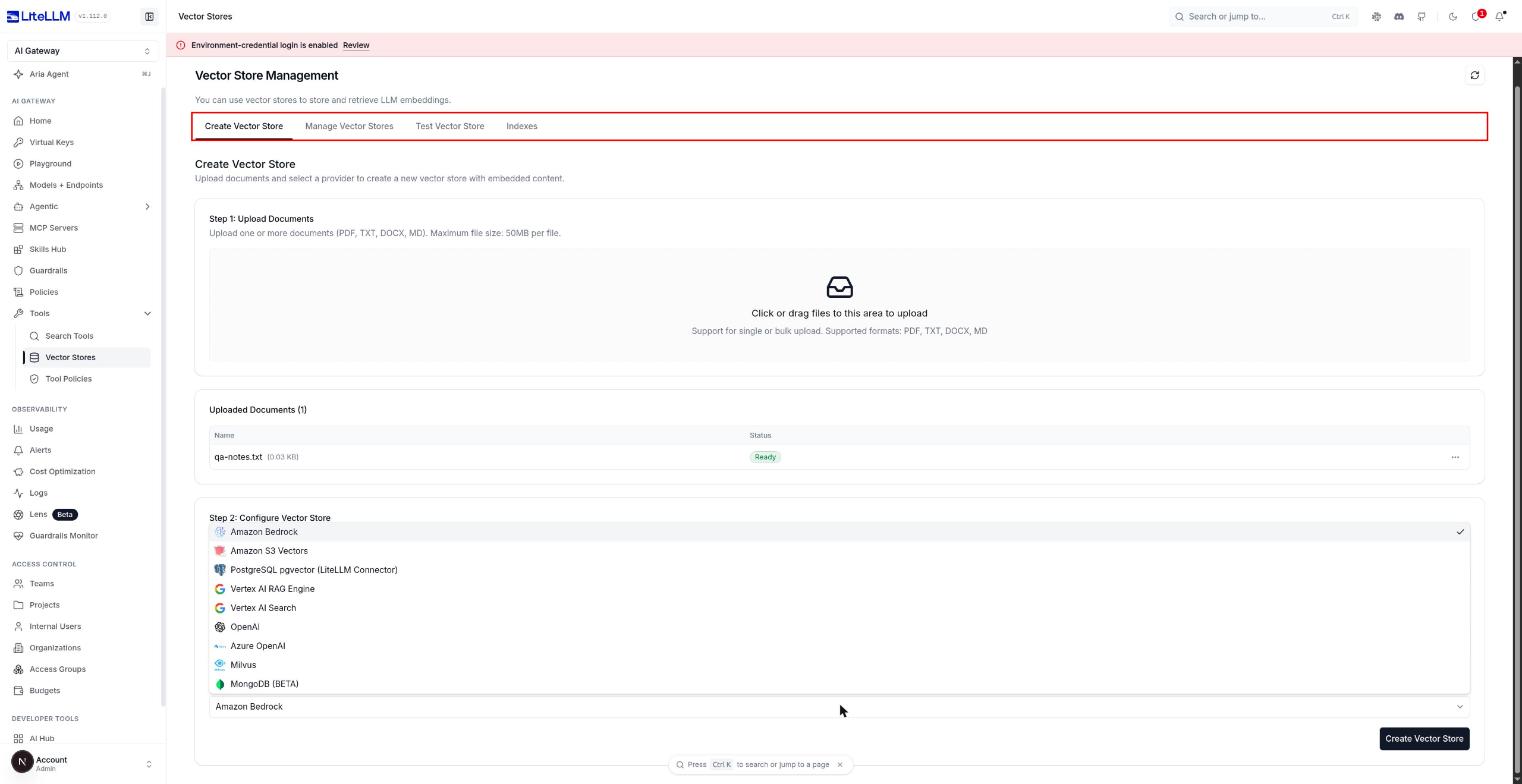 LiteLLM v1.112.0
Vector Stores
Search or jump to... Ctrl K
1
AI Gateway
Environment-credential login is enabled Review
Aria Agent ⌘J
AI GATEWAY
Home
Virtual Keys
Playground
Models + Endpoints
Agentic
MCP Servers
Skills Hub
Guardrails
Policies
Tools
Search Tools
Vector Stores
Tool Policies
OBSERVABILITY
Usage
Alerts
Cost Optimization
Logs
Lens Beta
Guardrails Monitor
ACCESS CONTROL
Teams
Projects
Internal Users
Organizations
Access Groups
Budgets
DEVELOPER TOOLS
AI Hub
N Account
Admin
Vector Store Management
You can use vector stores to store and retrieve LLM embeddings.
Create Vector Store Manage Vector Stores Test Vector Store Indexes
Create Vector Store
Upload documents and select a provider to create a new vector store with embedded content.
Step 1: Upload Documents
Upload one or more documents (PDF, TXT, DOCX, MD). Maximum file size: 50MB per file.
Click or drag files to this area to upload
Support for single or bulk upload. Supported formats: PDF, TXT, DOCX, MD
Uploaded Documents (1)
Name Status
qa-notes.txt (0.03 KB) Ready ...
Step 2: Configure Vector Store
Amazon Bedrock
Amazon S3 Vectors
PostgreSQL pgvector (LiteLLM Connector)
Vertex AI RAG Engine
Vertex AI Search
OpenAI
Azure OpenAI
Milvus
MongoDB (BETA)
Amazon Bedrock
Create Vector Store
Press Ctrl K to search or jump to a page ×